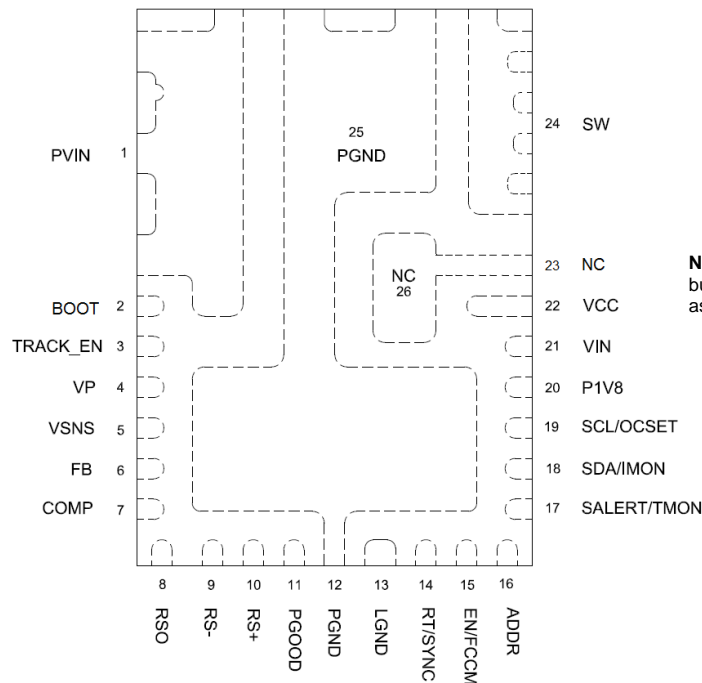 25
PGND
24 SW
PVIN 1
23 NC
NC
26
N
bu
as
BOOT 2
22 VCC
TRACK_EN 3
21 VIN
VP 4
20 P1V8
VSNS 5
19 SCL/OCSET
FB 6
18 SDA/IMON
COMP 7
17 SALERT/TMON
8 9 10 11 12 13 14 15 16
RSO
RS-
RS+
PGOOD
PGND
LGND
RT/SYNC
EN/FCCM
ADDR